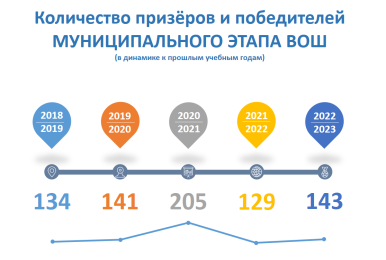 Количество призёров и победителей
МУНИЦИПАЛЬНОГО ЭТАПА ВОШ
(в динамике к прошлым учебным годам)
2018 2019 2020 2021 2022
2019 2020 2021 2022 2023
134 141 205 129 143